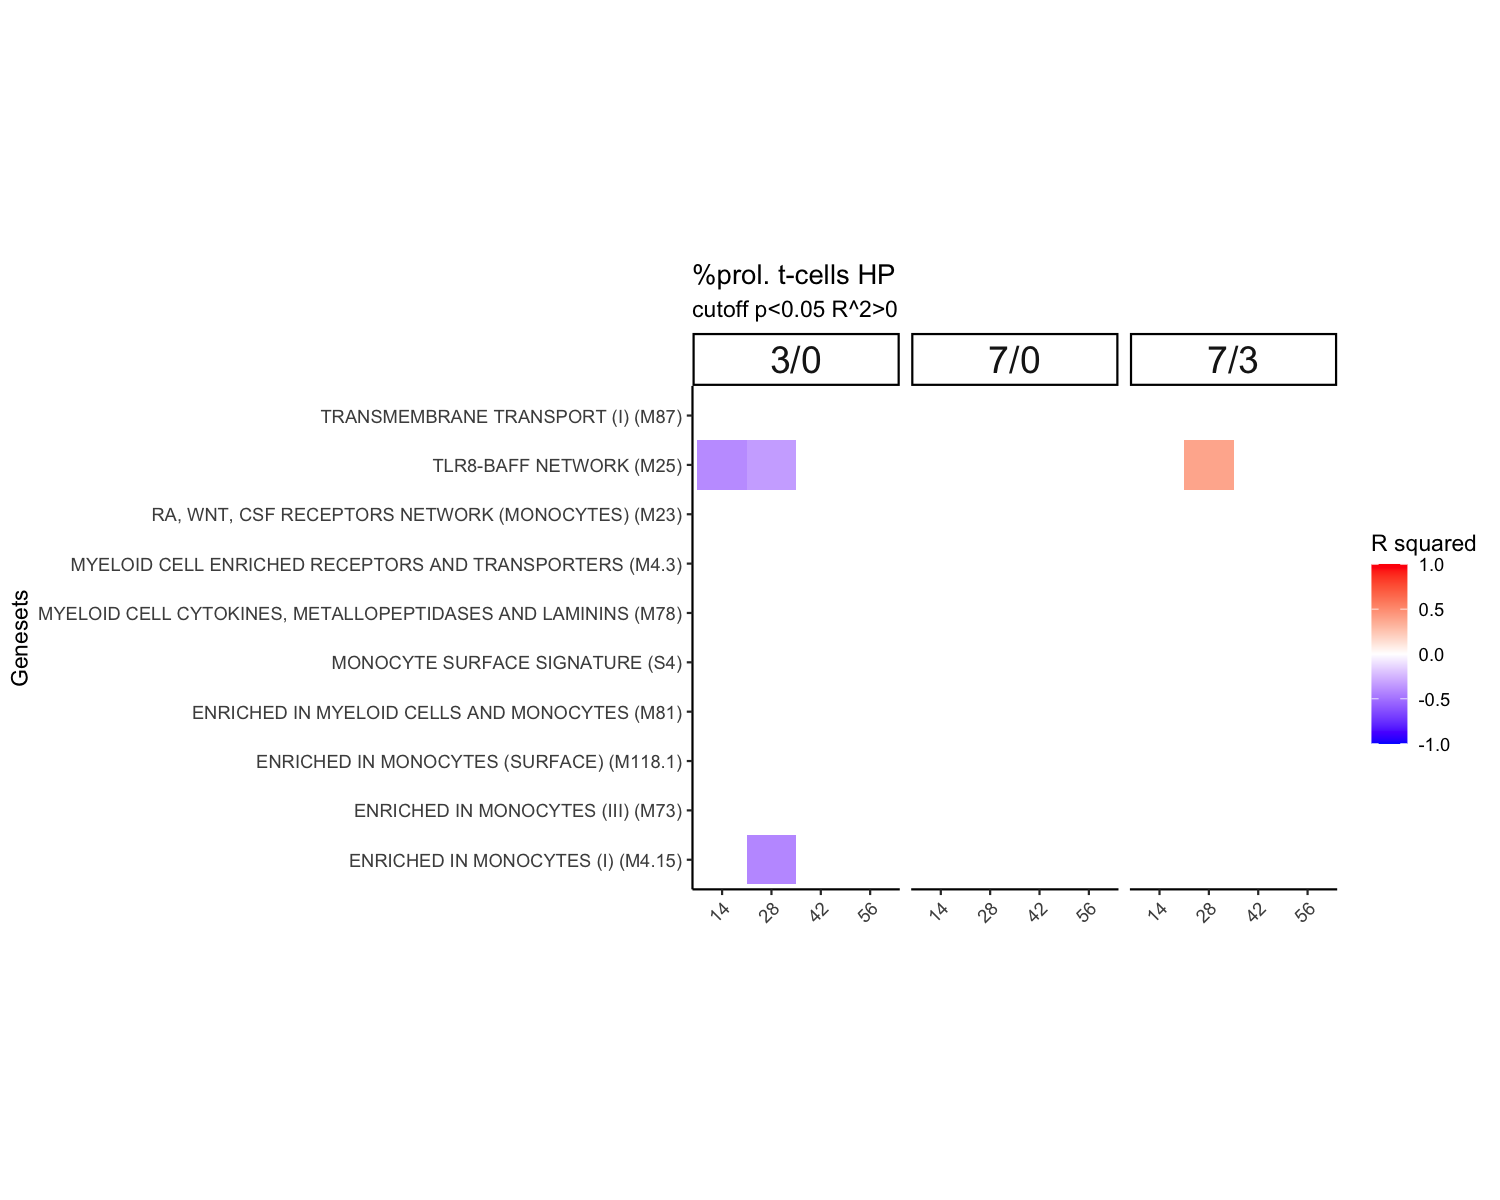 %prol. t-cells HP
cutoff p<0.05 R^2>0
3/0 7/0 7/3
TRANSMEMBRANE TRANSPORT (I) (M87)
TLR8-BAFF NETWORK (M25)
RA, WNT, CSF RECEPTORS NETWORK (MONOCYTES) (M23)
MYELOID CELL ENRICHED RECEPTORS AND TRANSPORTERS (M4.3)
MYELOID CELL CYTOKINES, METALLOPEPTIDASES AND LAMININS (M78)
MONOCYTE SURFACE SIGNATURE (S4)
ENRICHED IN MYELOID CELLS AND MONOCYTES (M81)
ENRICHED IN MONOCYTES (SURFACE) (M118.1)
ENRICHED IN MONOCYTES (III) (M73)
ENRICHED IN MONOCYTES (I) (M4.15)
Genesets
14 28 42 56 14 28 42 56 14 28 42 56
R squared
1.0
0.5
0.0
-0.5
-1.0